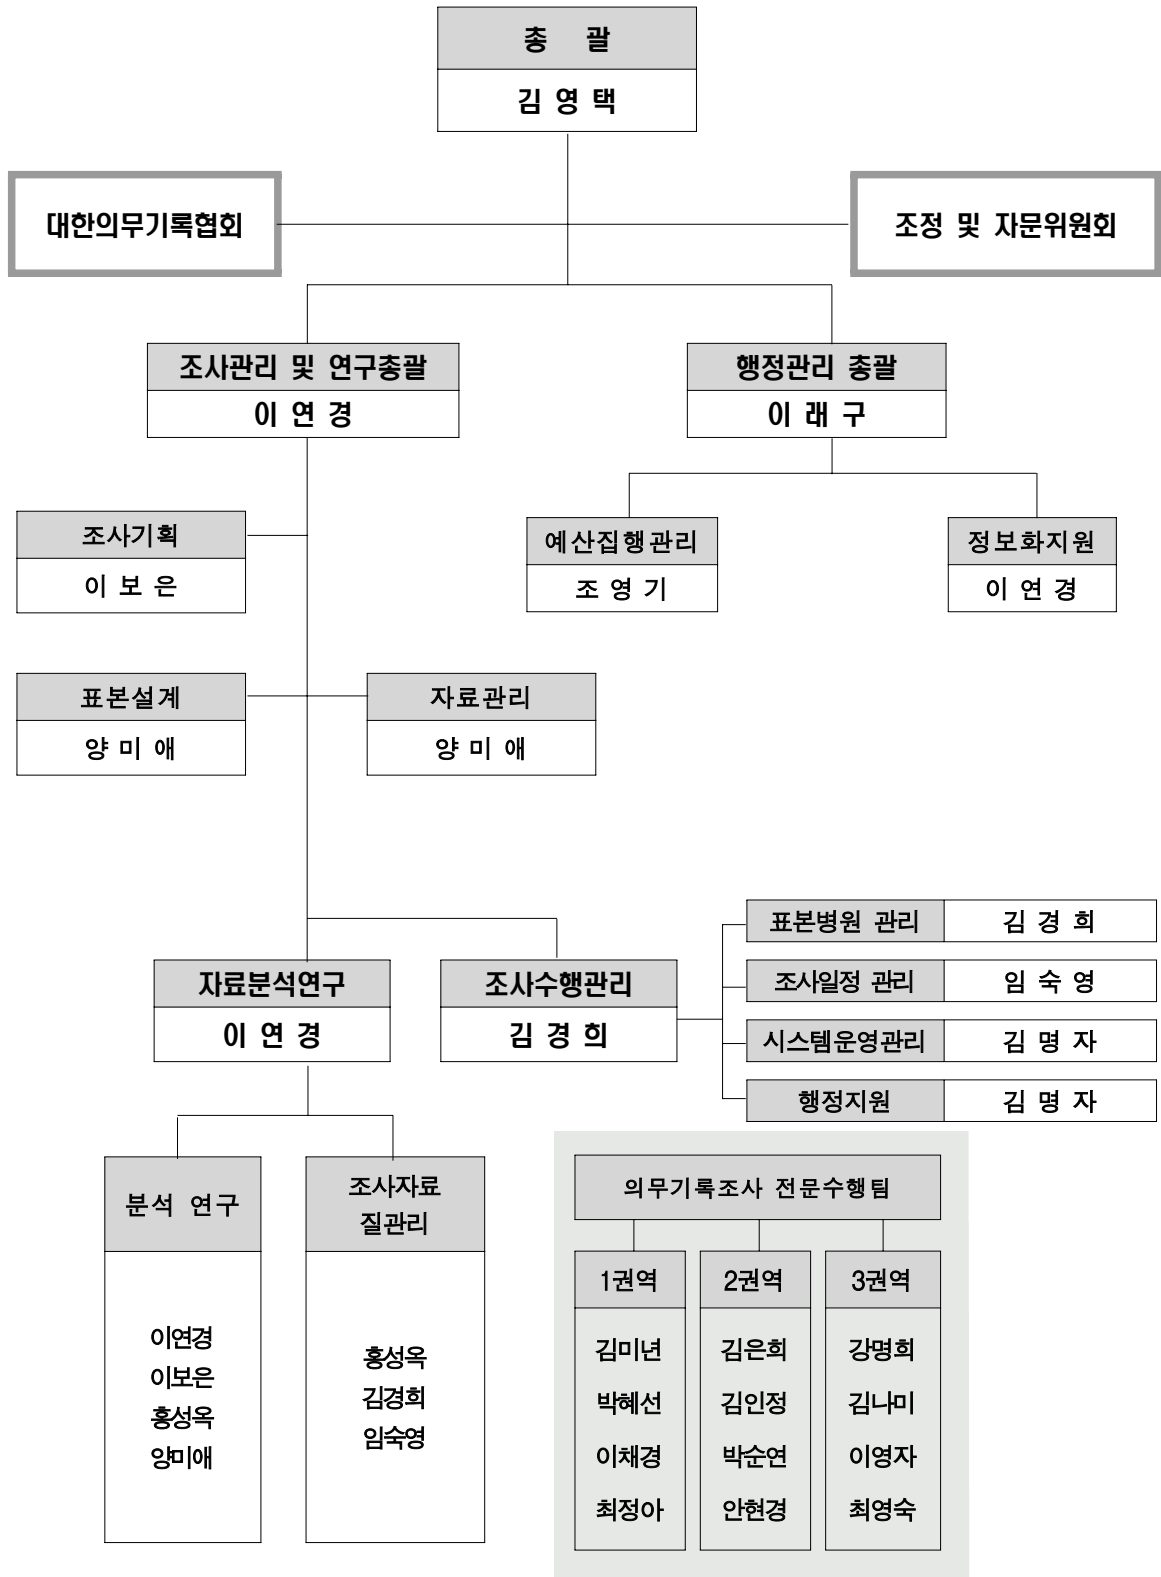 총 괄
김 영 택
대한의무기록협회
조정 및 자문위원회
조사관리 및 연구총괄
이 연 경
행정관리 총괄
이 래 구
조사기획
이 보 은
예산집행관리
조 영 기
정보화지원
이 연 경
표본설계
양 미 애
자료관리
양 미 애
표본병원 관리
김 경 희
조사일정 관리
임 숙 영
시스템운영관리
김 명 자
행정지원
김 명 자
자료분석연구
이 연 경
조사수행관리
김 경 희
분석 연구
이연경
이보은
홍성옥
양미애
조사자료
질관리
홍성옥
김경희
임숙영
의무기록조사 전문수행팀
1권역
김미년
박혜선
이채경
최정아
2권역
김은희
김인정
박순연
안현경
3권역
강명희
김나미
이영자
최영숙